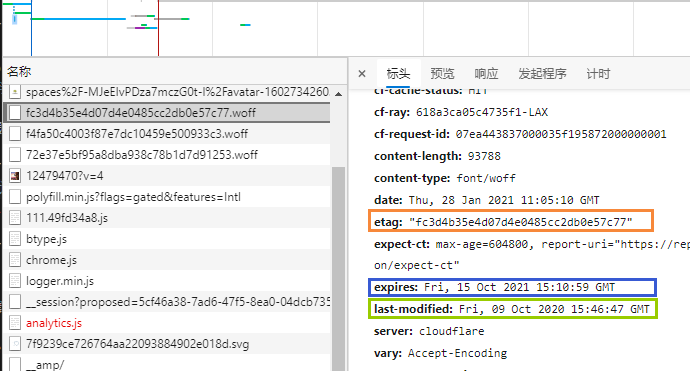 名称
spaces%2F-MJeElvPDza7mczG0t-l%2Favatar-1602734260.
fc3d4b35e4d07d4e0485cc2db0e57c77.woff
f4fa50c4003f87e7dc10459e500933c3.woff
72e37e5bf95a8dba938c78b1d7d91253.woff
12479470?v=4
polyfill.min.js?flags=gated&features=Intl
111.49fd34a8.js
btype.js
chrome.js
logger.min.js
__session?proposed=5cf46a38-7ad6-47f5-8ea0-04dcb735
analytics.js
7f9239ce726764aa22093884902e018d.svg
__amp/
标头 预览 响应 发起程序 计时
cf-cache-status: HIT
cf-ray: 618a3ca05c4735f1-LAX
cf-request-id: 07ea443837000035f195872000000001
content-length: 93788
content-type: font/woff
date: Thu, 28 Jan 2021 11:05:10 GMT
etag: "fc3d4b35e4d07d4e0485cc2db0e57c77"
expect-ct: max-age=604800, report-uri="https://rep
on/expect-ct"
expires: Fri, 15 Oct 2021 15:10:59 GMT
last-modified: Fri, 09 Oct 2020 15:46:47 GMT
server: cloudflare
vary: Accept-Encoding